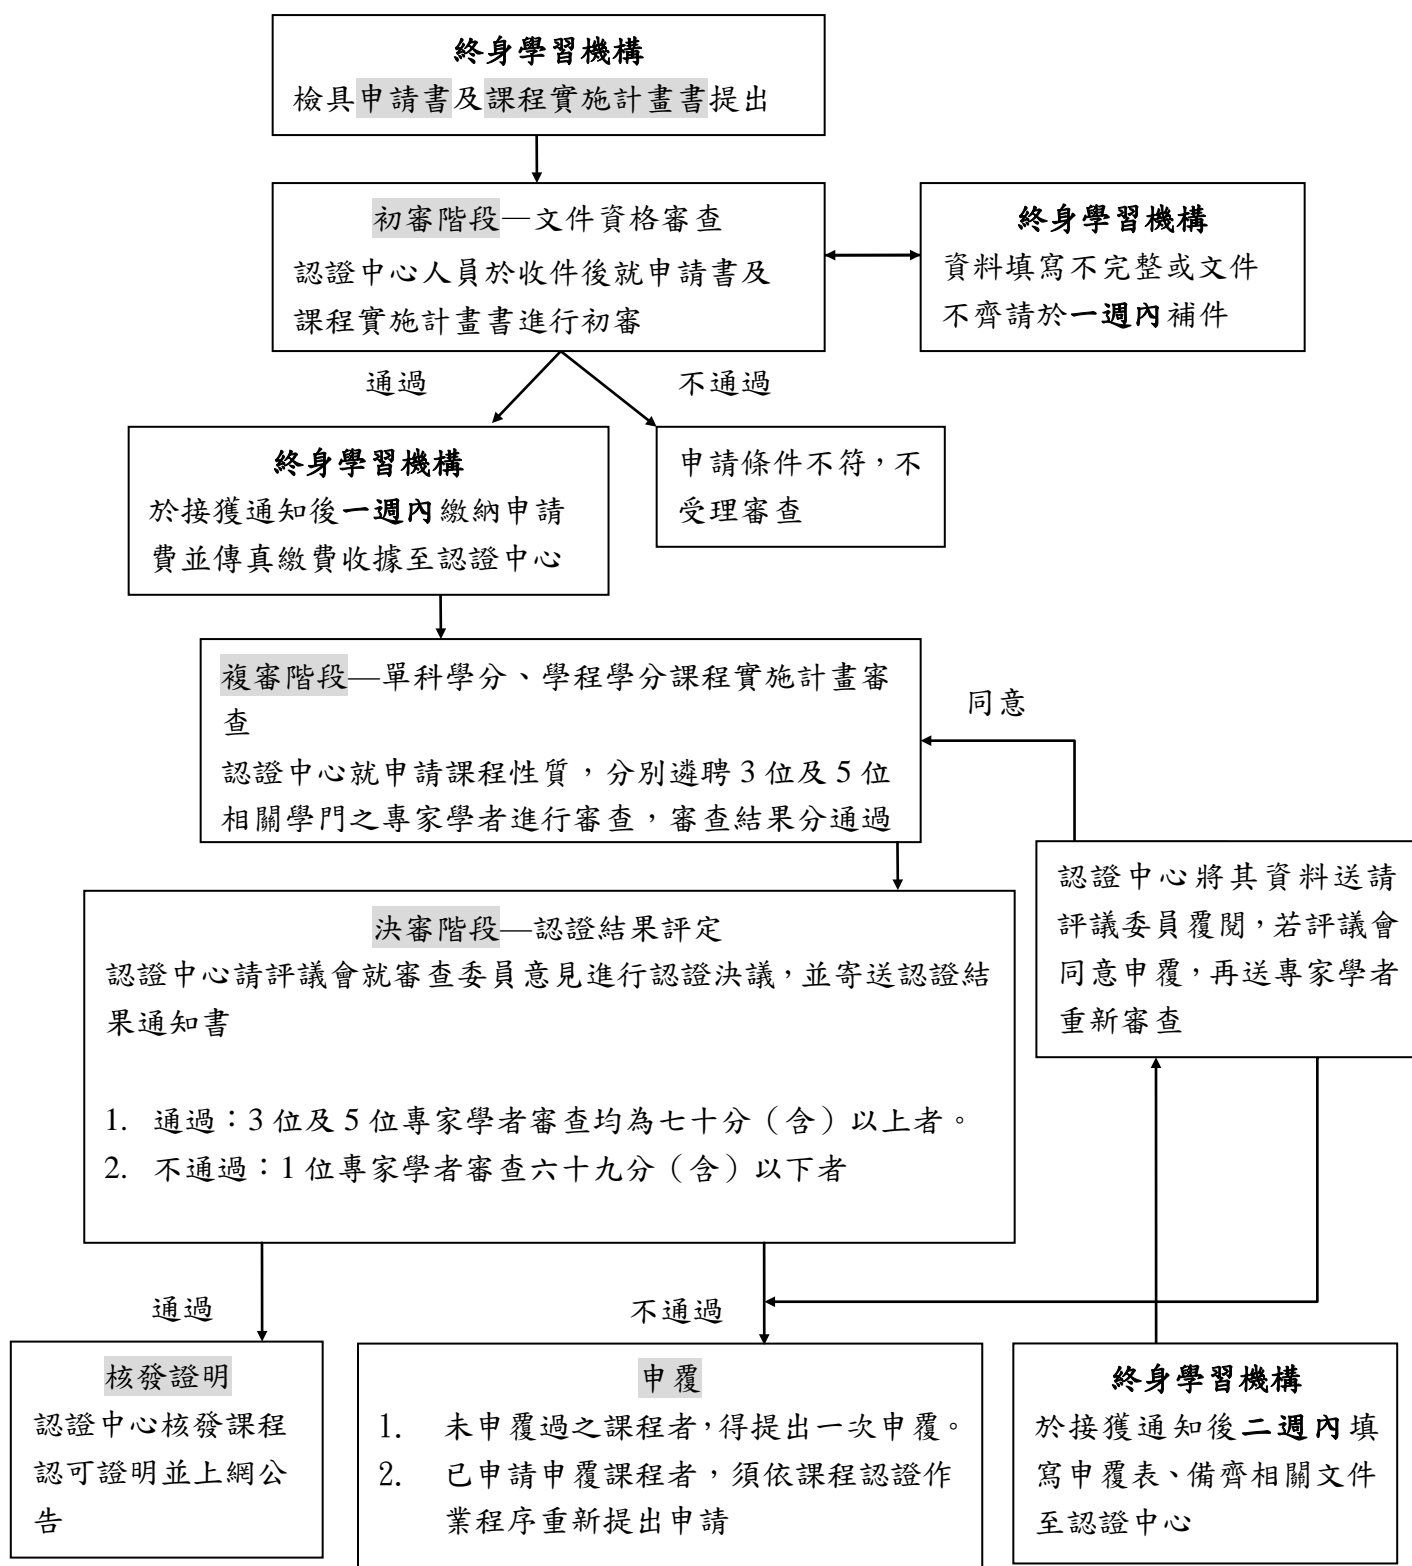 終身學習機構
檢具申請書及課程實施計畫書提出
初審階段—文件資格審查
認證中心人員於收件後就申請書及
課程實施計畫書進行初審
終身學習機構
資料填寫不完整或文件
不齊請於一週內補件
通過
不通過
終身學習機構
於接獲通知後一週內繳納申請
費並傳真繳費收據至認證中心
申請條件不符，不
受理審查
複審階段—單科學分、學程學分課程實施計畫審
查
認證中心就申請課程性質，分別遴聘 3 位及 5 位
相關學門之專家學者進行審查，審查結果分通過
同意
認證中心將其資料送請
評議委員覆閱，若評議會
同意申覆，再送專家學者
重新審查
決審階段—認證結果評定
認證中心請評議會就審查委員意見進行認證決議，並寄送認證結
果通知書
1. 通過：3 位及 5 位專家學者審查均為七十分（含）以上者。
2. 不通過：1 位專家學者審查六十九分（含）以下者
通過
不通過
核發證明
認證中心核發課程
認可證明並上網公
告
申覆
1. 未申覆過之課程者，得提出一次申覆。
2. 已申請申覆課程者，須依課程認證作
業程序重新提出申請
終身學習機構
於接獲通知後二週內填
寫申覆表、備齊相關文件
至認證中心